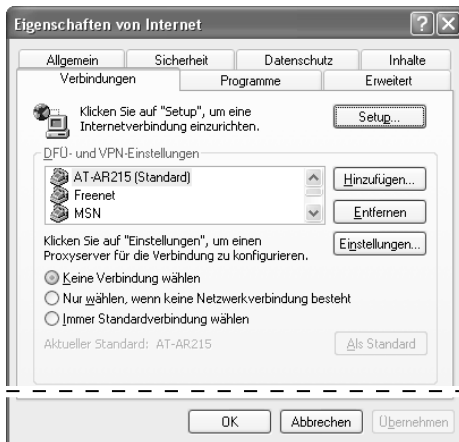 Eigenschaften von Internet
Allgemein Sicherheit Datenschutz Inhalte
Verbindungen Programme Erweitert
Klicken Sie auf "Setup", um eine
Internetverbindung einzurichten.
Setup...
DFÜ- und VPN-Einstellungen
AT-AR215 (Standard)
Freenet
MSN
Hinzufügen...
Entfernen
Klicken Sie auf "Einstellungen", um einen
Proxyserver für die Verbindung zu konfigurieren.
Einstellungen...
Keine Verbindung wählen
Nur wählen, wenn keine Netzwerkverbindung besteht
Immer Standardverbindung wählen
Aktueller Standard: AT-AR215
Als Standard
OK Abbrechen Übernehmen